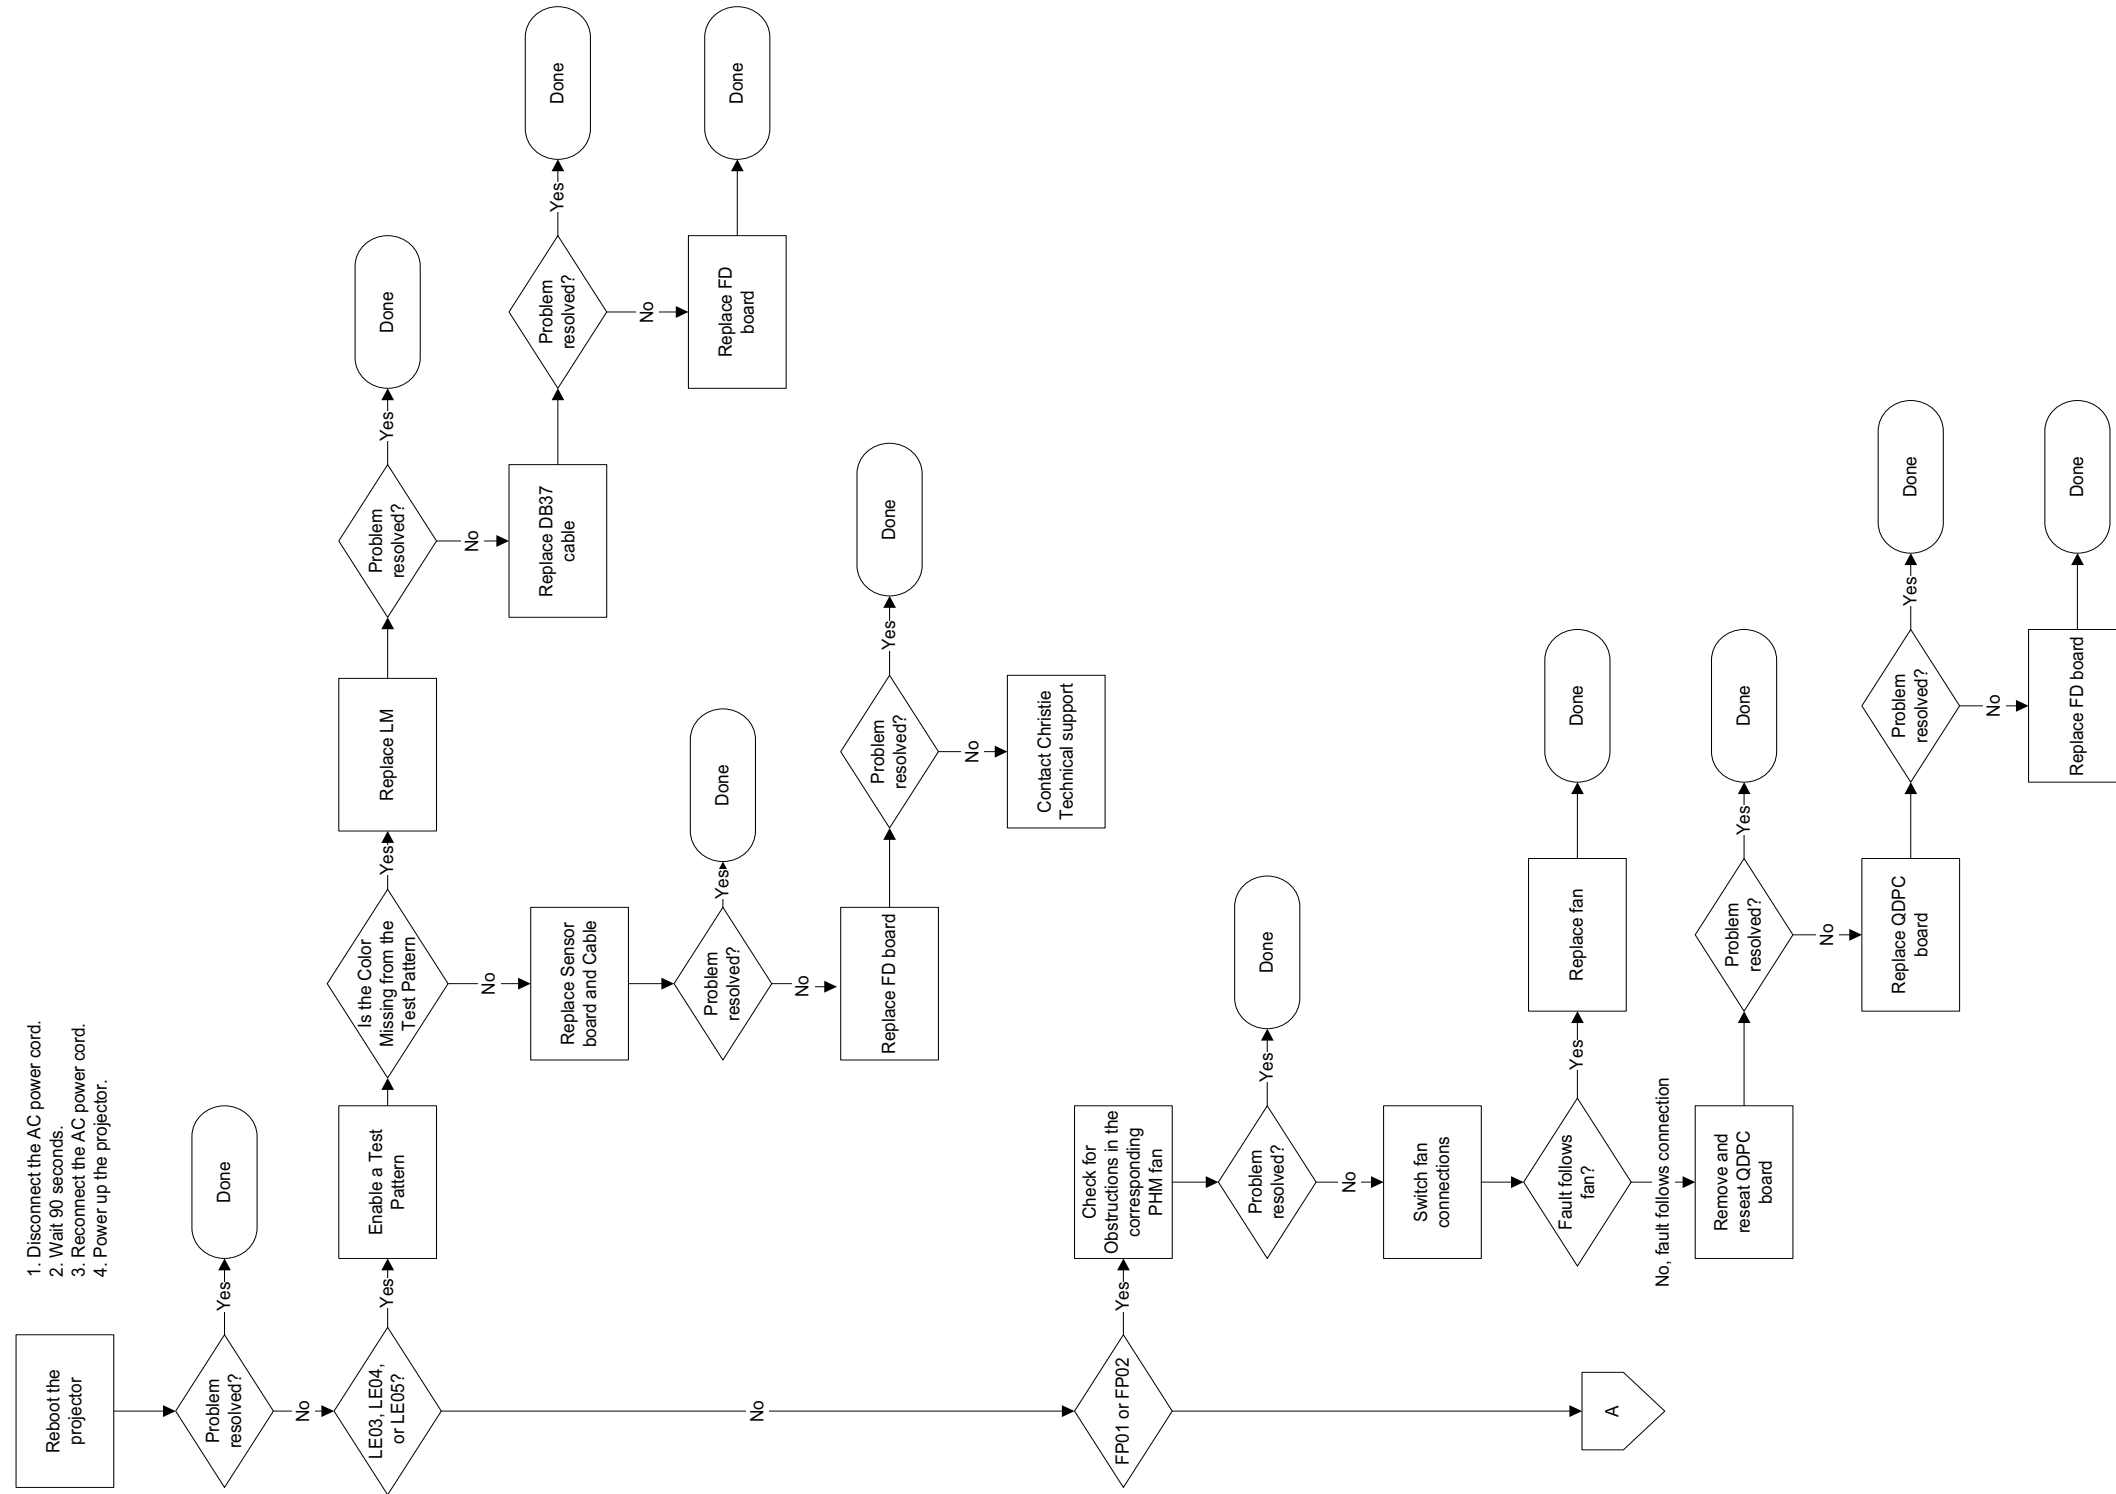 Reboot the
projector
1. Disconnect the AC power cord.
2. Wait 90 seconds.
3. Reconnect the AC power cord.
4. Power up the projector.
Problem
resolved?
Yes
Done
No
LE03, LE04,
or LE05?
Yes
Enable a Test
Pattern
Is the Color
Missing from the
Test Pattern
Yes
Replace LM
Problem
resolved?
Yes
Done
No
Replace DB37
cable
Problem
resolved?
Yes
Done
No
Replace FD
board
Done
No
Replace Sensor
board and Cable
Problem
resolved?
Yes
Done
No
Replace FD board
Problem
resolved?
Yes
Done
No
Contact Christie
Technical support
No
FP01 or FP02
Yes
Check for
Obstructions in the
corresponding
PHM fan
Problem
resolved?
Yes
Done
No
Switch fan
connections
Fault follows
fan?
Yes
Replace fan
Done
No, fault follows connection
Remove and
reseat QDPC
board
Problem
resolved?
Yes
Done
No
Replace QDPC
board
Problem
resolved?
Yes
Done
No
Replace FD board
Done
A